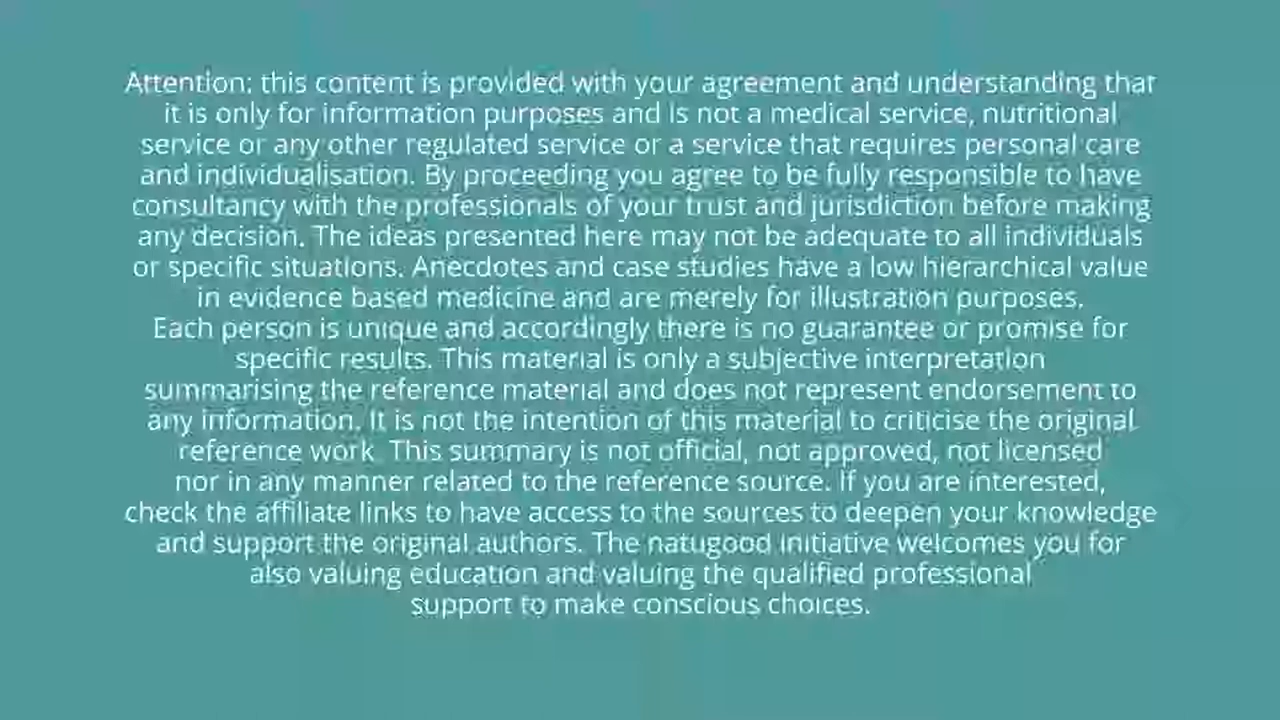 Attention: this content is provided with your agreement and understanding that
it is only for information purposes and is not a medical service, nutritional
service or any other regulated service or a service that requires personal care
and individualisation. By proceeding you agree to be fully responsible to have
consultancy with the professionals of your trust and jurisdiction before making
any decision. The ideas presented here may not be adequate to all individuals
or specific situations. Anecdotes and case studies have a low hierarchical value
in evidence based medicine and are merely for illustration purposes.
Each person is unique and accordingly there is no guarantee or promise for
specific results. This material is only a subjective interpretation
summarising the reference material and does not represent endorsement to
any information. It is not the intention of this material to criticise the original
reference work. This summary is not official, not approved, not licensed
nor in any manner related to the reference source. If you are interested,
check the affiliate links to have access to the sources to deepen your knowledge
and support the original authors. The natugood initiative welcomes you for
also valuing education and valuing the qualified professional
support to make conscious choices.